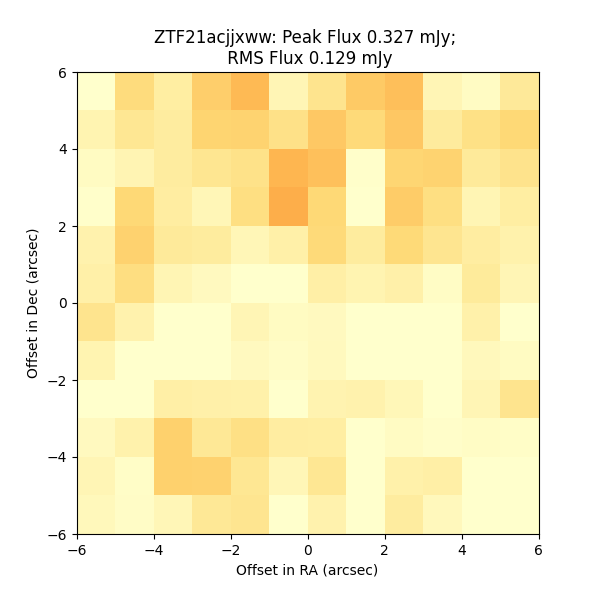 ZTF21acjjxww: Peak Flux 0.327 mJy;
RMS Flux 0.129 mJy
6
4
2
0
−2
−4
−6
Offset in Dec (arcsec)
−6 −4 −2 0 2 4 6
Offset in RA (arcsec)